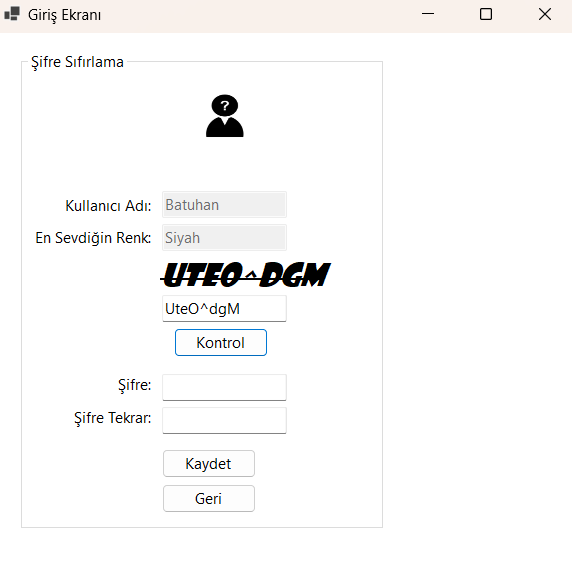 Giriş Ekranı
Şifre Sıfırlama
?
Kullanıcı Adı: Batuhan
En Sevdiğin Renk: Siyah
UTEO^DGM
UteO^dgM
Kontrol
Şifre:
Şifre Tekrar:
Kaydet
Geri